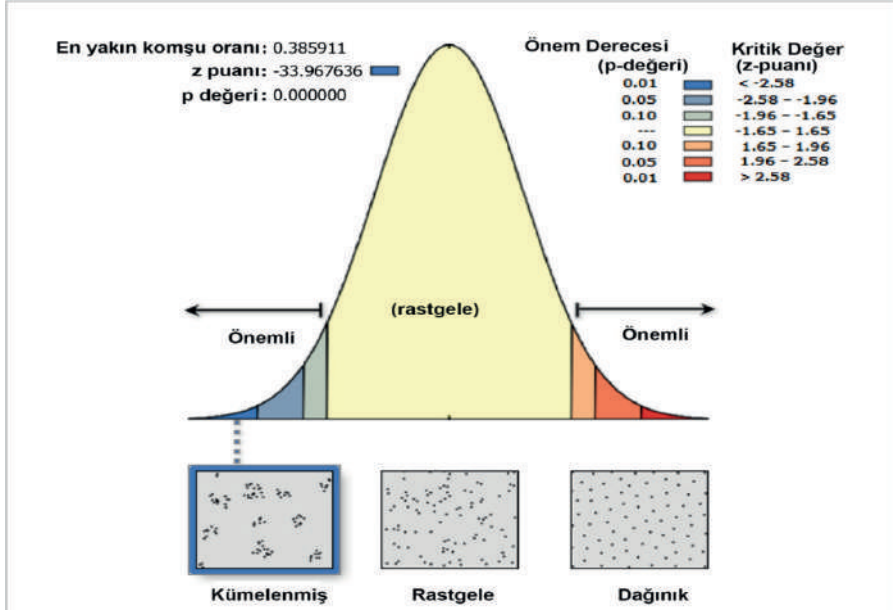 En yakın komşu oranı: 0.385911
z puanı: -33.967636
p değeri: 0.000000
Önem Derecesi
(p-değeri)
Kritik Değer
(z-puanı)
0.01 < -2.58
0.05 -2.58 – -1.96
0.10 -1.96 – -1.65
--- -1.65 – 1.65
0.10 1.65 – 1.96
0.05 1.96 – 2.58
0.01 > 2.58
Önemli
(rastgele)
Önemli
Kümelenmiş
Rastgele
Dağınık